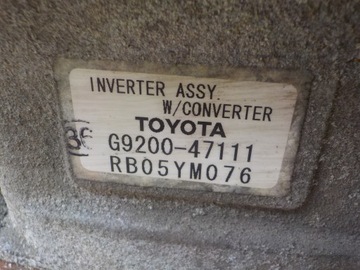 INVERTER ASSY.
W/CONVERTER
TOYOTA
G9200-47111
RB05YM076